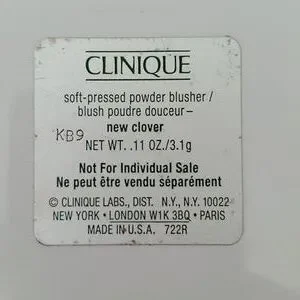 CLINIQUE
soft-pressed powder blusher /
blush poudre douceur –
new clover
KB9
NET WT. .11 OZ./3.1g
Not For Individual Sale
Ne peut être vendu séparément
© CLINIQUE LABS., DIST. N.Y., N.Y. 10022
NEW YORK · LONDON W1K 3BQ · PARIS
MADE IN U.S.A. 722R